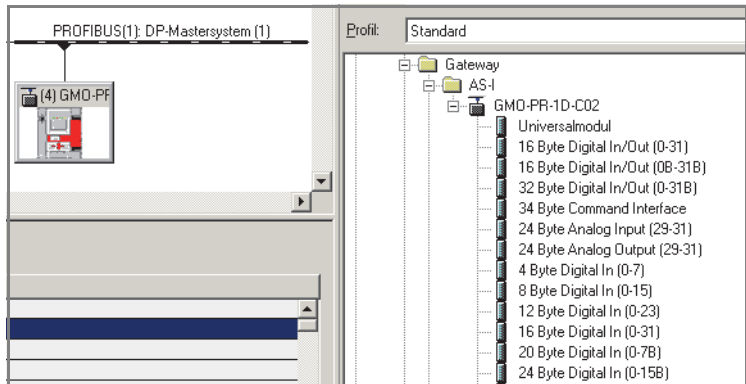 PROFIBUS(1): DP-Mastersystem (1)
(4) GMO-PF
Profil:
Standard
Gateway
AS-I
GMO-PR-1D-C02
Universalmodul
16 Byte Digital In/Out (0-31)
16 Byte Digital In/Out (0B-31B)
32 Byte Digital In/Out (0-31B)
34 Byte Command Interface
24 Byte Analog Input (29-31)
24 Byte Analog Output (29-31)
4 Byte Digital In (0-7)
8 Byte Digital In (0-15)
12 Byte Digital In (0-23)
16 Byte Digital In (0-31)
20 Byte Digital In (0-7B)
24 Byte Digital In (0-15B)